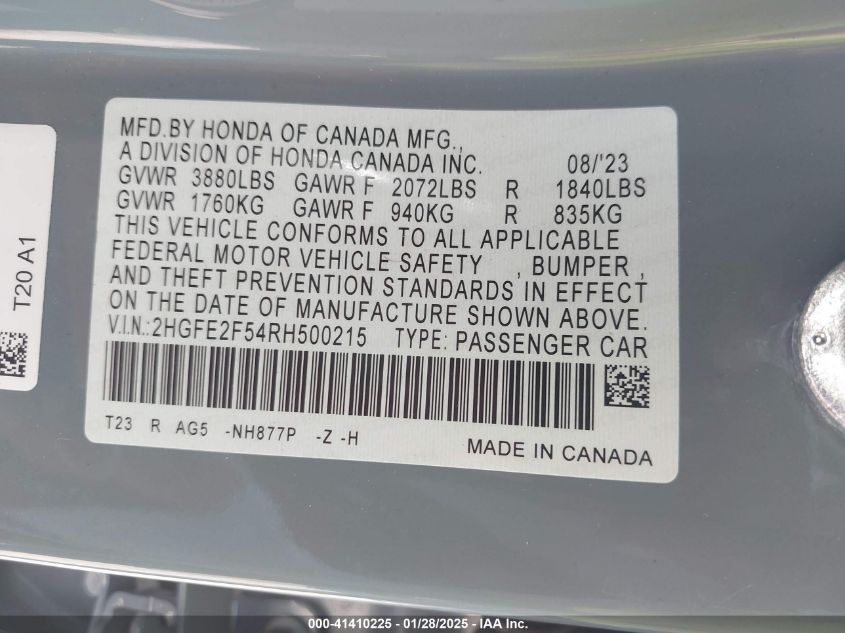 MFD.BY HONDA OF CANADA MFG.,
A DIVISION OF HONDA CANADA INC. 08/'23
GVWR 3880LBS GAWR F 2072LBS R 1840LBS
GVWR 1760KG GAWR F 940KG R 835KG
THIS VEHICLE CONFORMS TO ALL APPLICABLE
FEDERAL MOTOR VEHICLE SAFETY , BUMPER ,
AND THEFT PREVENTION STANDARDS IN EFFECT
ON THE DATE OF MANUFACTURE SHOWN ABOVE.
V.I.N.:2HGFE2F54RH500215 TYPE: PASSENGER CAR
T23 R AG5 -NH877P -Z -H
MADE IN CANADA
T20 A1
000-41410225 | 01/28/2025 - IAA Inc.